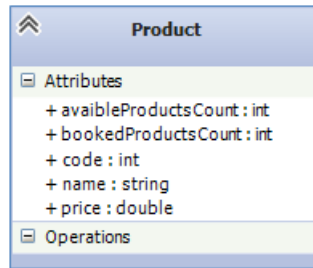 Product
Attributes
+ avaibleProductsCount : int
+ bookedProductsCount : int
+ code : int
+ name : string
+ price : double
Operations